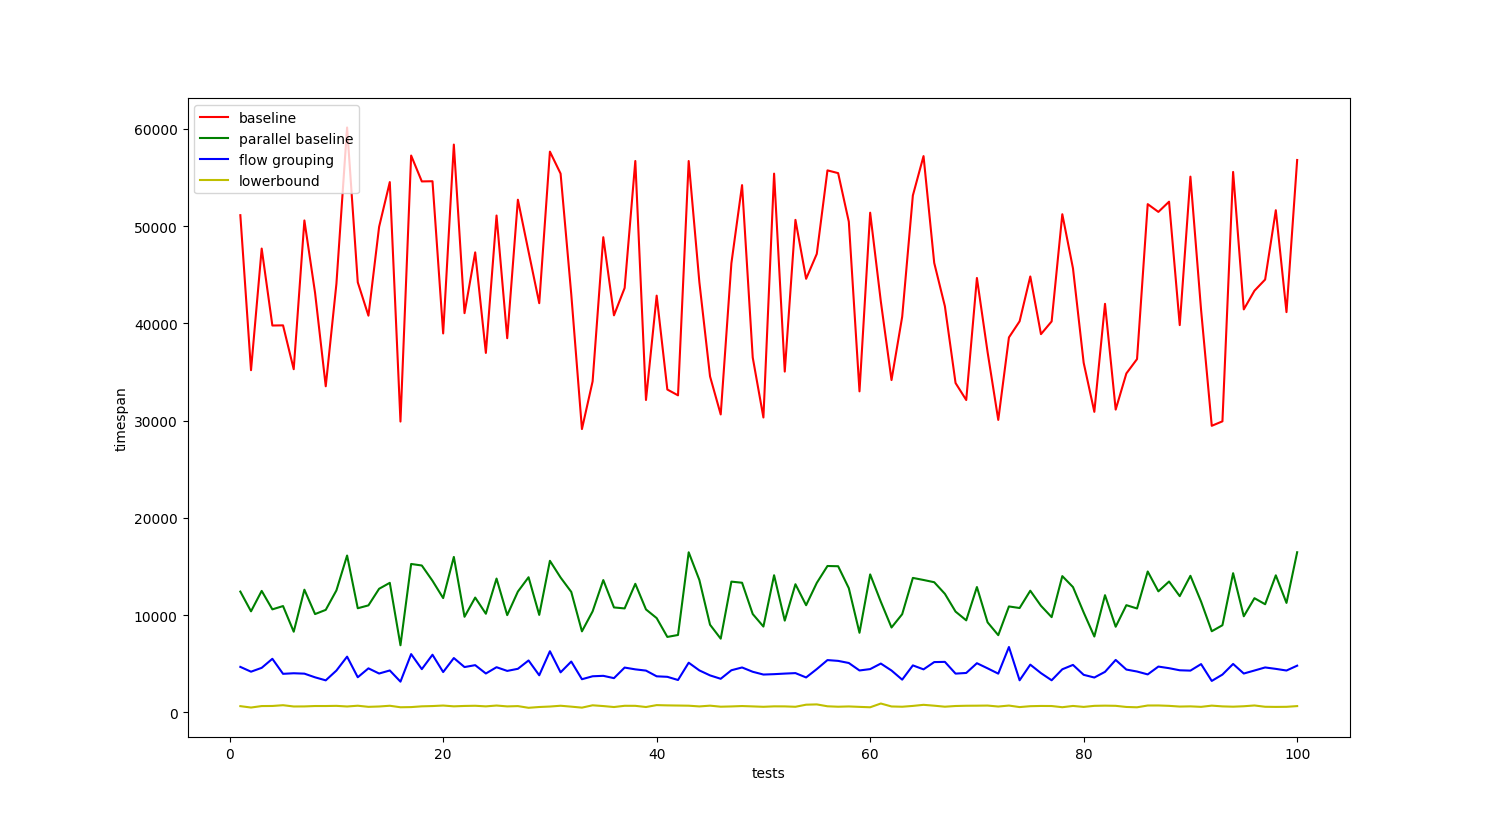 baseline
parallel baseline
flow grouping
lowerbound
60000
50000
40000
30000
20000
10000
0
timespan
0 20 40 60 80 100
tests